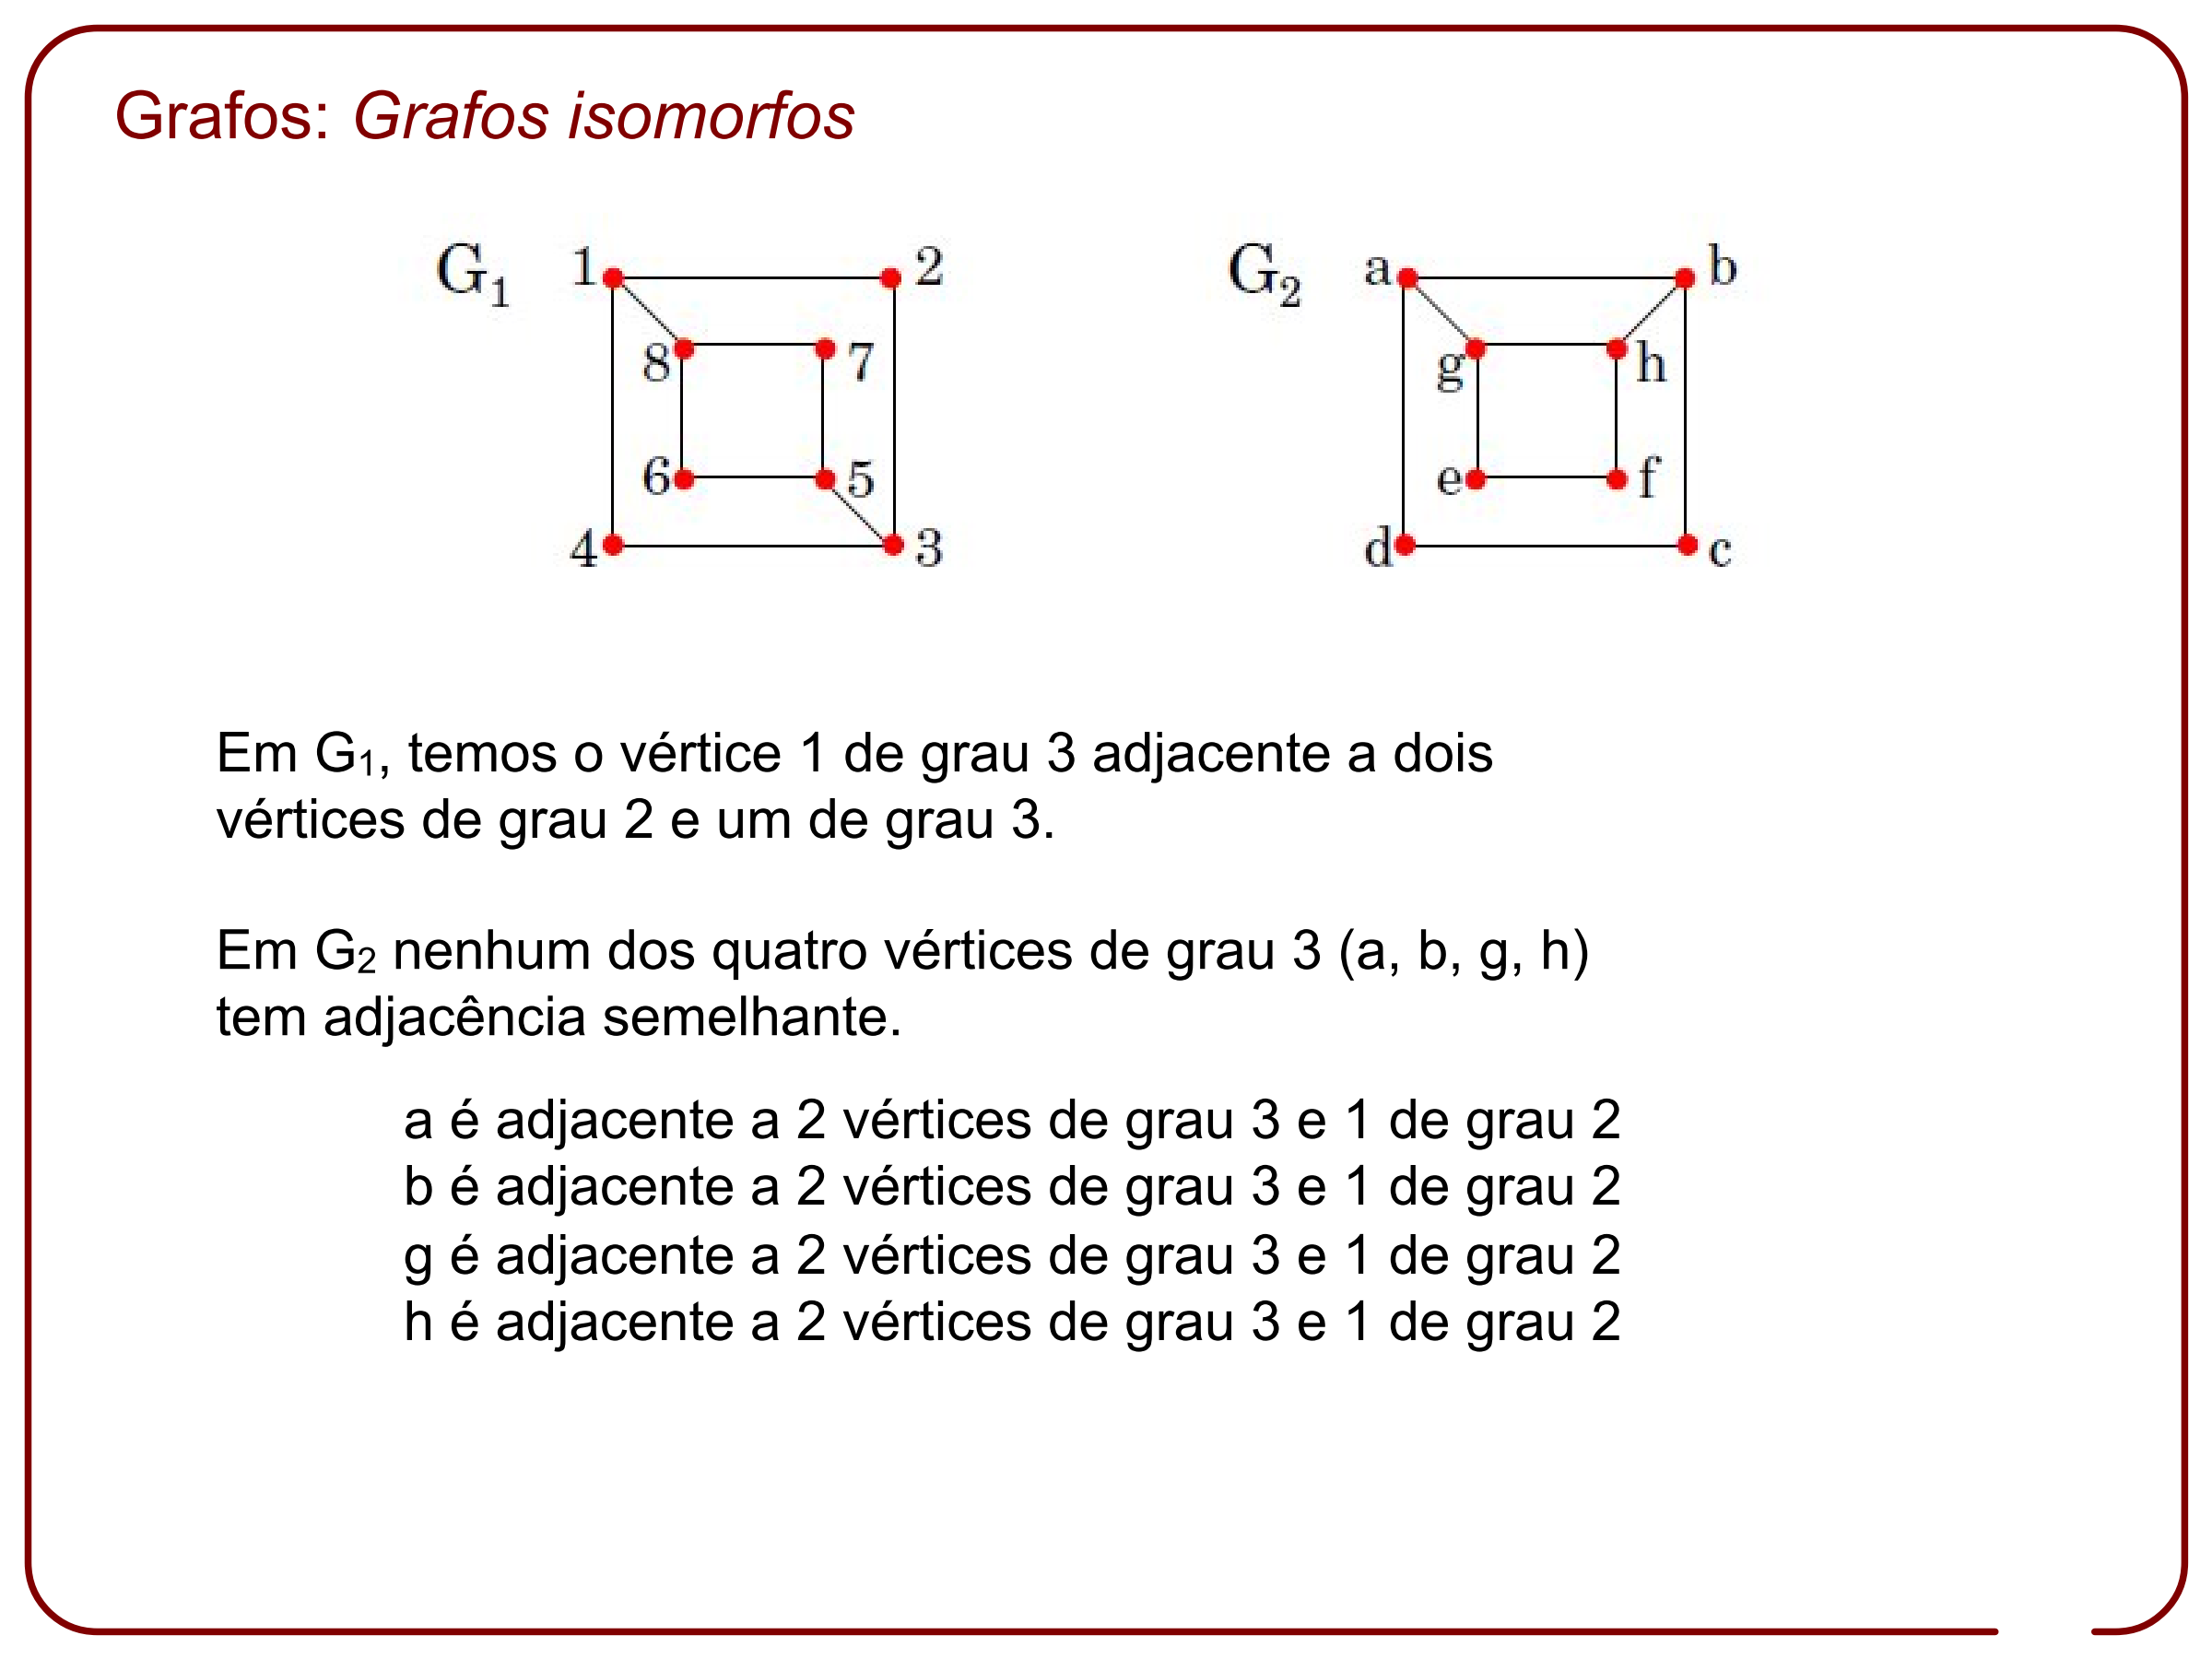 Grafos: Grafos isomorfos
G₁ 1 2
8 7
6 5
4 3
G₂ a b
g h
e f
d c
Em G₁, temos o vértice 1 de grau 3 adjacente a dois
vértices de grau 2 e um de grau 3.
Em G₂ nenhum dos quatro vértices de grau 3 (a, b, g, h)
tem adjacência semelhante.
a é adjacente a 2 vértices de grau 3 e 1 de grau 2
b é adjacente a 2 vértices de grau 3 e 1 de grau 2
g é adjacente a 2 vértices de grau 3 e 1 de grau 2
h é adjacente a 2 vértices de grau 3 e 1 de grau 2